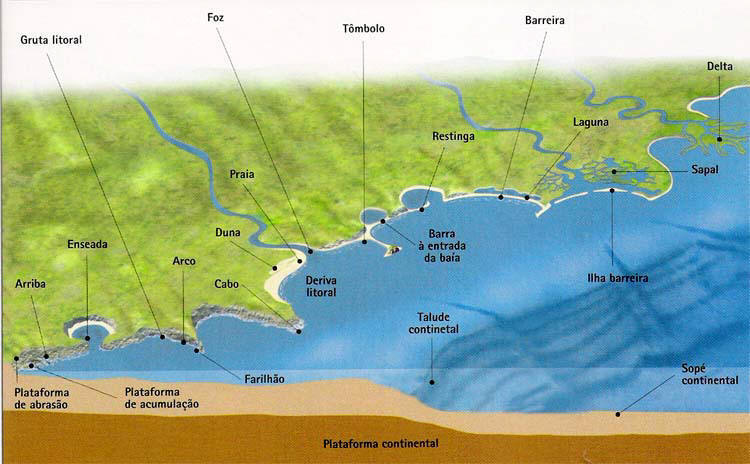 Foz
Gruta litoral
Tômbolo
Barreira
Delta
Laguna
Restinga
Praía
Sapal
Duna
Enseada
Arco
Barra
à entrada
da baía
Deriva
litoral
Ilha barreira
Arriba
Cabo
Talude
continetal
Sopé
continental
Farilhão
Plataforma
de abrasão
Plataforma
de acumulação
Plataforma continental